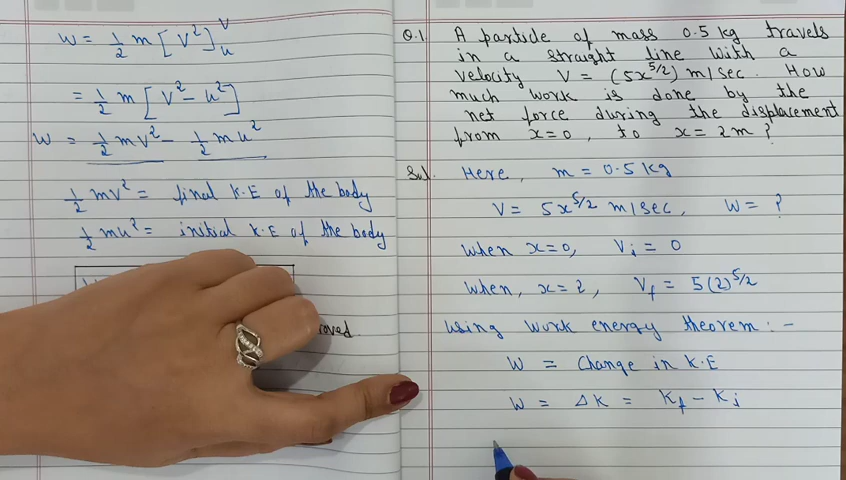 W = 1/2 m [V²]ᵥᵤ
= 1/2 m [V² - u²]
W = 1/2 mv² - 1/2 mu²
1/2 mv² = final K.E of the body
1/2 mu² = initial K.E of the body
Q.1. A particle of mass 0.5 kg travels
in a straight line with a
velocity V = (5x^5/2) m/sec. How
much work is done by the
net force during the displacement
from x=0, to x=2m?
Sol. Here, m = 0.5 kg
V = 5x^5/2 m/sec, W = ?
when x=0, Vi = 0
when, x=2, Vf = 5(2)^5/2
Using work energy theorem :-
W = Change in K.E
W = ΔK = Kf - Ki